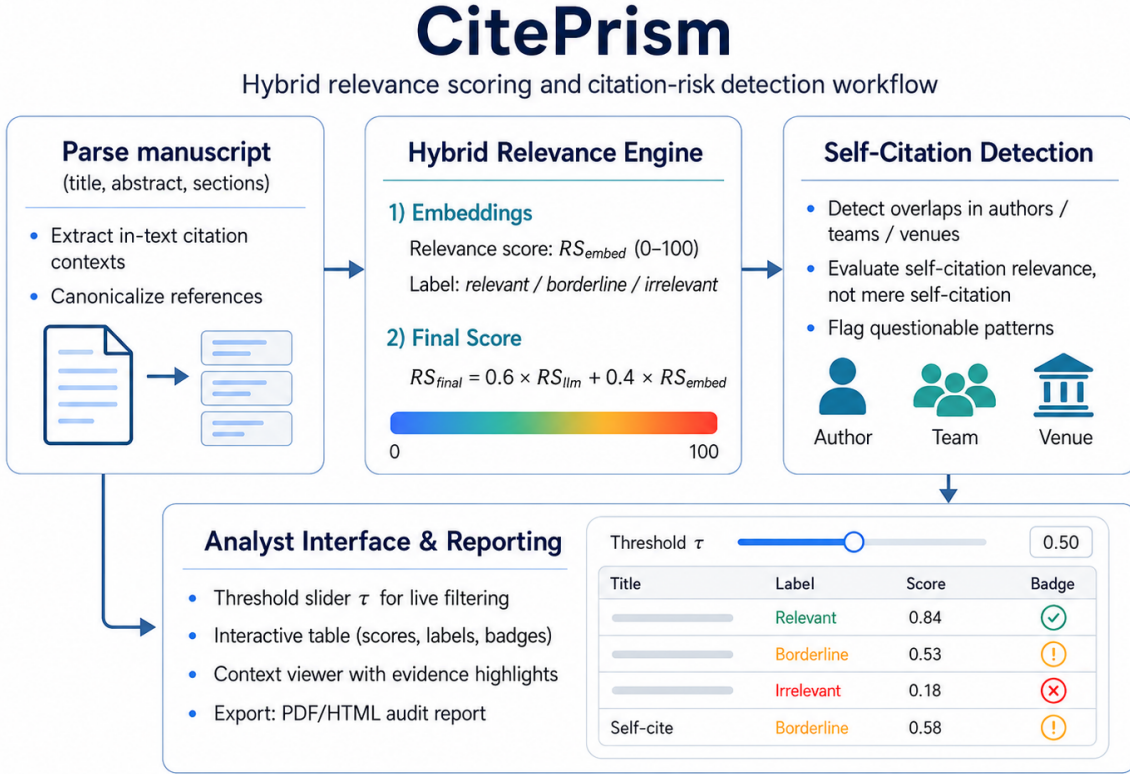 CitePrism
Hybrid relevance scoring and citation-risk detection workflow
Parse manuscript
(title, abstract, sections)
• Extract in-text citation
contexts
• Canonicalize references
Hybrid Relevance Engine
1) Embeddings
Relevance score: RS_embed (0–100)
Label: relevant / borderline / irrelevant
2) Final Score
RS_final = 0.6 × RS_llm + 0.4 × RS_embed
0 100
Self-Citation Detection
• Detect overlaps in authors /
teams / venues
• Evaluate self-citation relevance,
not mere self-citation
• Flag questionable patterns
Author Team Venue
Analyst Interface & Reporting
• Threshold slider τ for live filtering
• Interactive table (scores, labels, badges)
• Context viewer with evidence highlights
• Export: PDF/HTML audit report
Threshold τ 0.50
Title Label Score Badge
Relevant 0.84
Borderline 0.53
Irrelevant 0.18
Self-cite Borderline 0.58